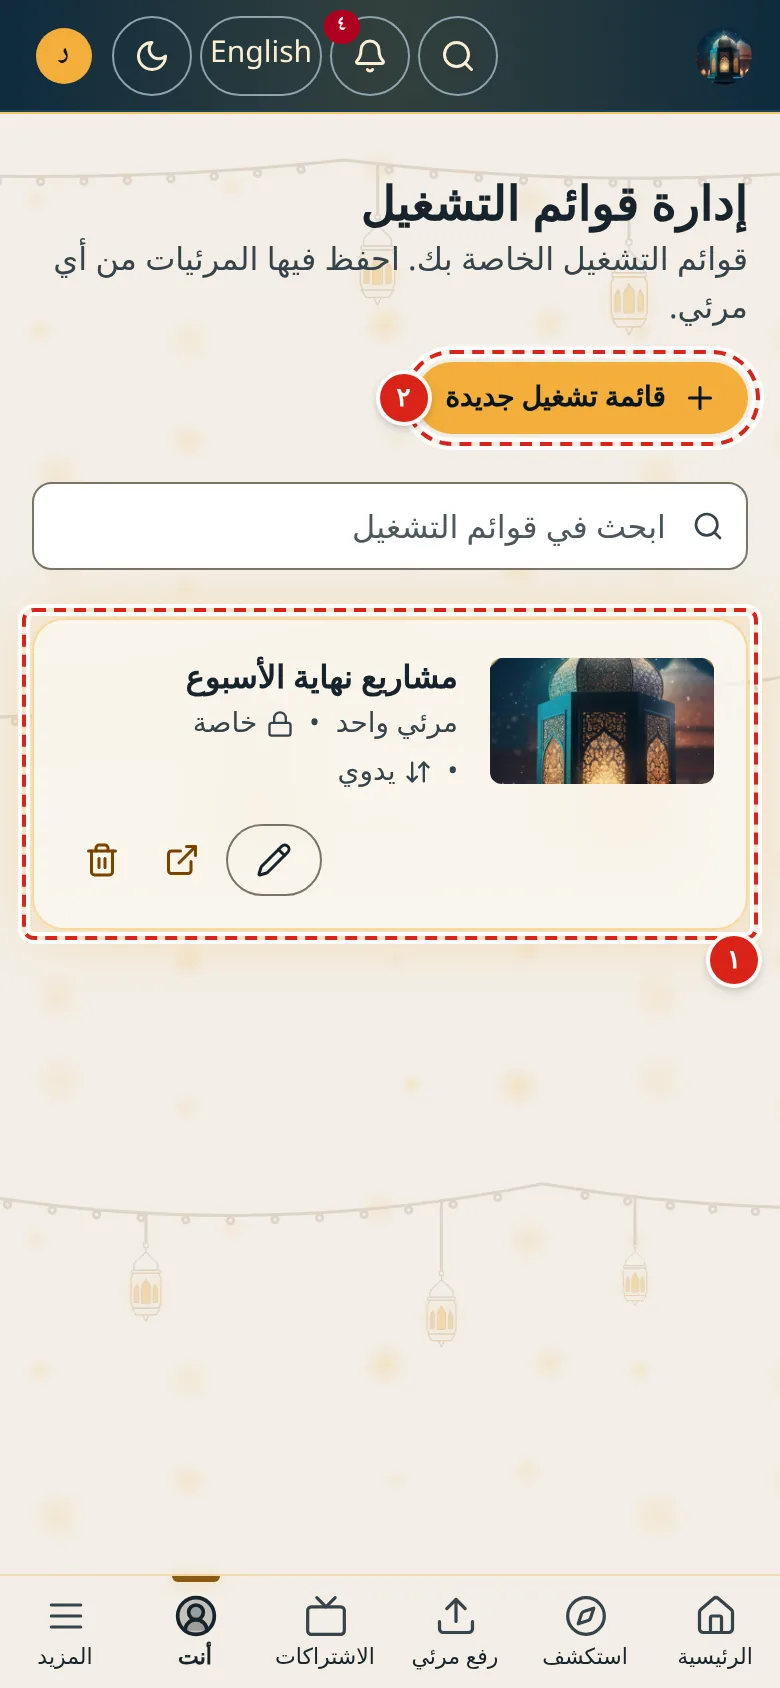 ٤
English
ر
إدارة قوائم التشغيل
قوائم التشغيل الخاصة بك. احفظ فيها المرئيات من أي
مرئي.
قائمة تشغيل جديدة
٢
ابحث في قوائم التشغيل
مشاريع نهاية الأسبوع
مرئي واحد • خاصة
• يدوي
١
الرئيسية
استكشف
رفع مرئي
الاشتراكات
أنت
المزيد